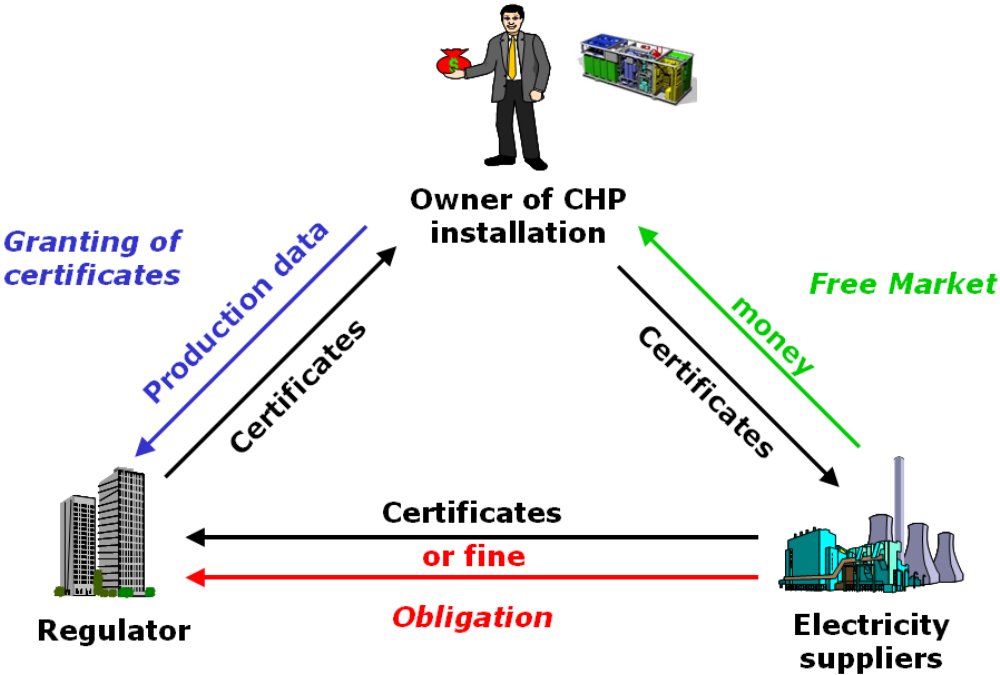 Owner of CHP
installation
Granting of
certificates
Production data
Certificates
Free Market
money
Certificates
Certificates
or fine
Obligation
Regulator
Electricity
suppliers
$